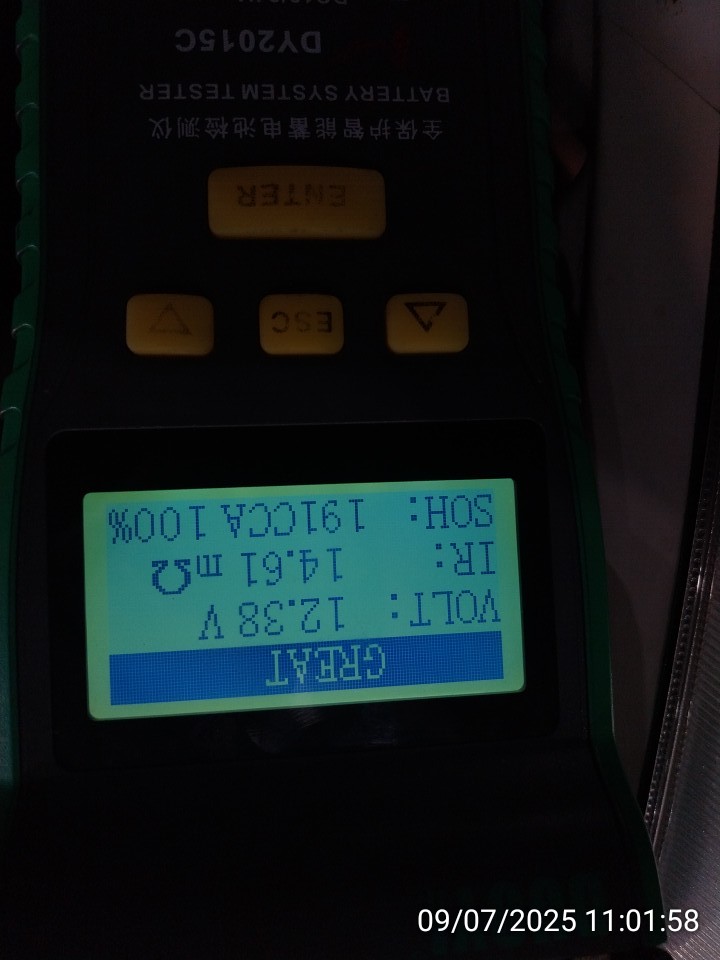 GREAT
VOLT: 12.38 V
IR: 14.61 mΩ
SOH: 191CCA 100%
ESC
ENTER
全保护智能蓄电池检测仪
BATTERY SYSTEM TESTER
DY2015C
09/07/2025 11:01:58